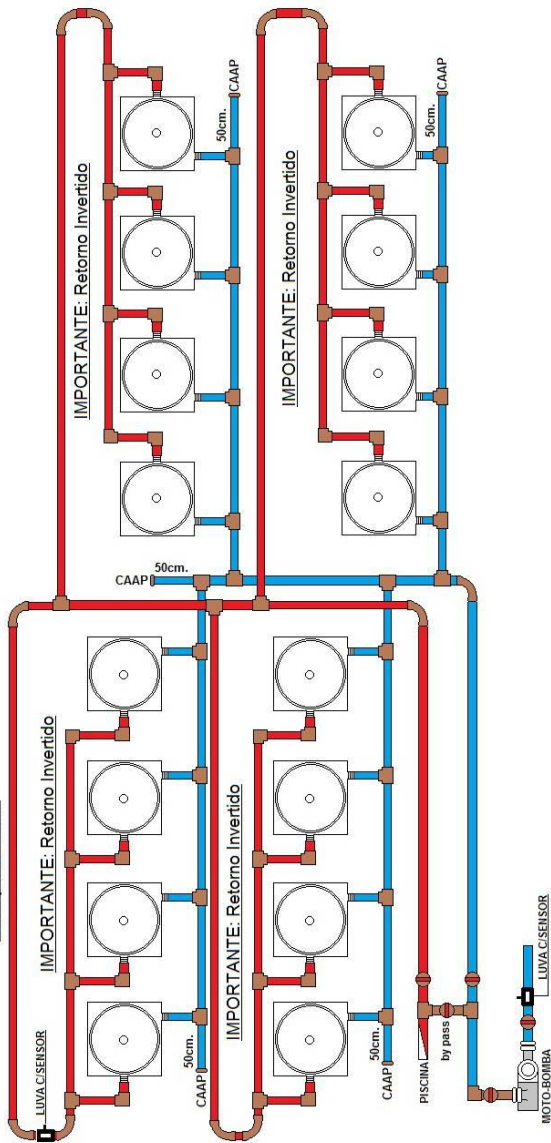 CAAP
50cm.
IMPORTANTE: Retorno Invertido
CAAP
50cm.
IMPORTANTE: Retorno Invertido
CAAP
50cm.
IMPORTANTE: Retorno Invertido
LUVA C/SENSOR
50cm.
CAAP
IMPORTANTE: Retorno Invertido
50cm.
CAAP
PISCINA
by pass
LUVA C/SENSOR
MOTO-BOMBA